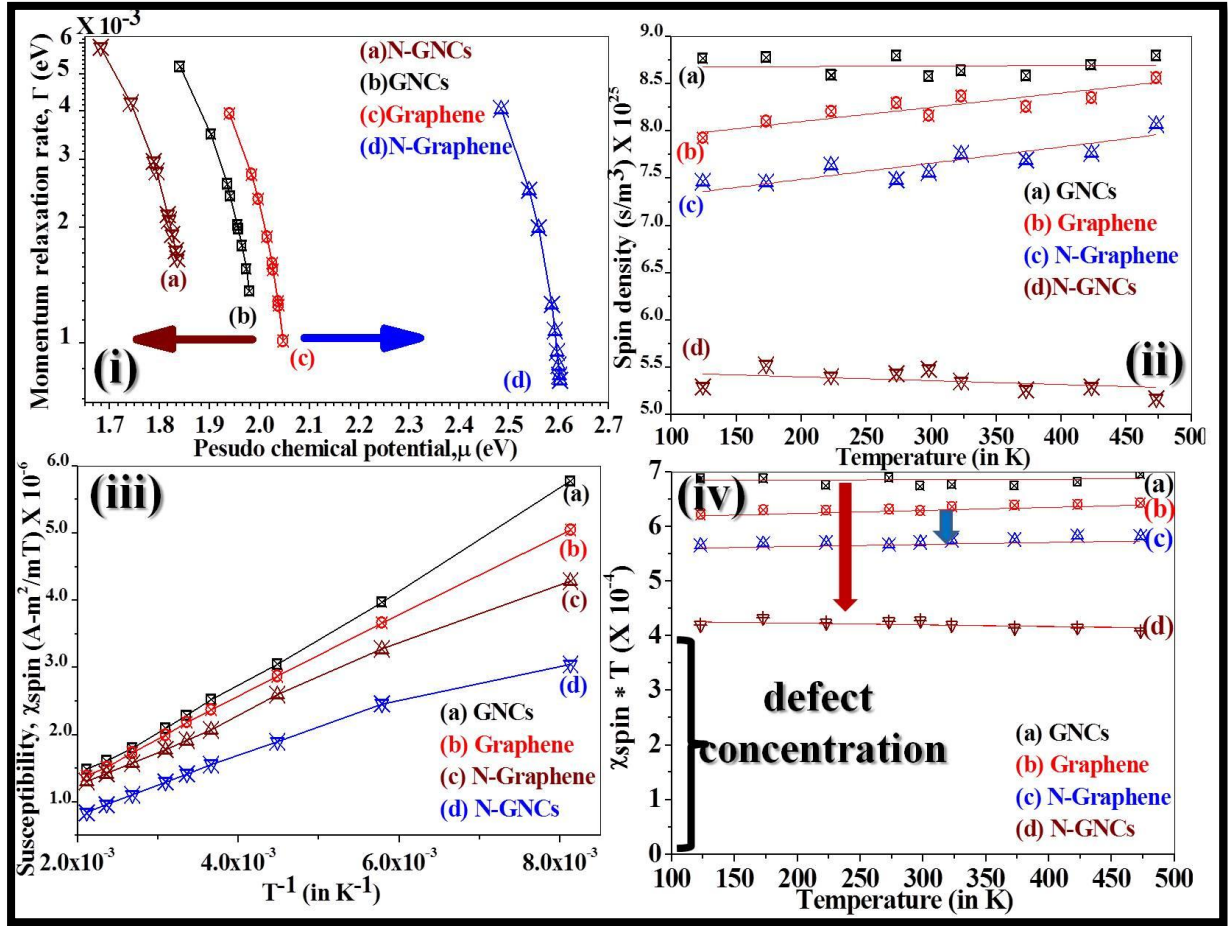 X 10-3
Momentum relaxation rate, Γ (eV)
6
5
4
3
2
1
(a)N-GNCs
(b)GNCs
(c)Graphene
(d)N-Graphene
(a)
(b)
(c)
(d)
(i)
1.7 1.8 1.9 2.0 2.1 2.2 2.3 2.4 2.5 2.6 2.7
Pesudo chemical potential,μ (eV)
Spin density (s/m3) X 1025
9.0
8.5
8.0
7.5
7.0
6.5
6.0
5.5
5.0
(a)
(b)
(c)
(d)
(a) GNCs
(b) Graphene
(c) N-Graphene
(d)N-GNCs
(ii)
100 150 200 250 300 350 400 450 500
Temperature (in K)
(iii)
Susceptibility, χspin (A-m2/mT) X 10-6
6.0
5.0
4.0
3.0
2.0
1.0
(a)
(b)
(c)
(d)
(a) GNCs
(b) Graphene
(c) N-Graphene
(d) N-GNCs
2.0x10-3 4.0x10-3 6.0x10-3 8.0x10-3
T-1 (in K-1)
(iv)
χspin * T (X 10-4)
7
6
5
4
3
2
1
0
(a)
(b)
(c)
(d)
defect
concentration
(a) GNCs
(b) Graphene
(c) N-Graphene
(d) N-GNCs
100 150 200 250 300 350 400 450 500
Temperature (in K)